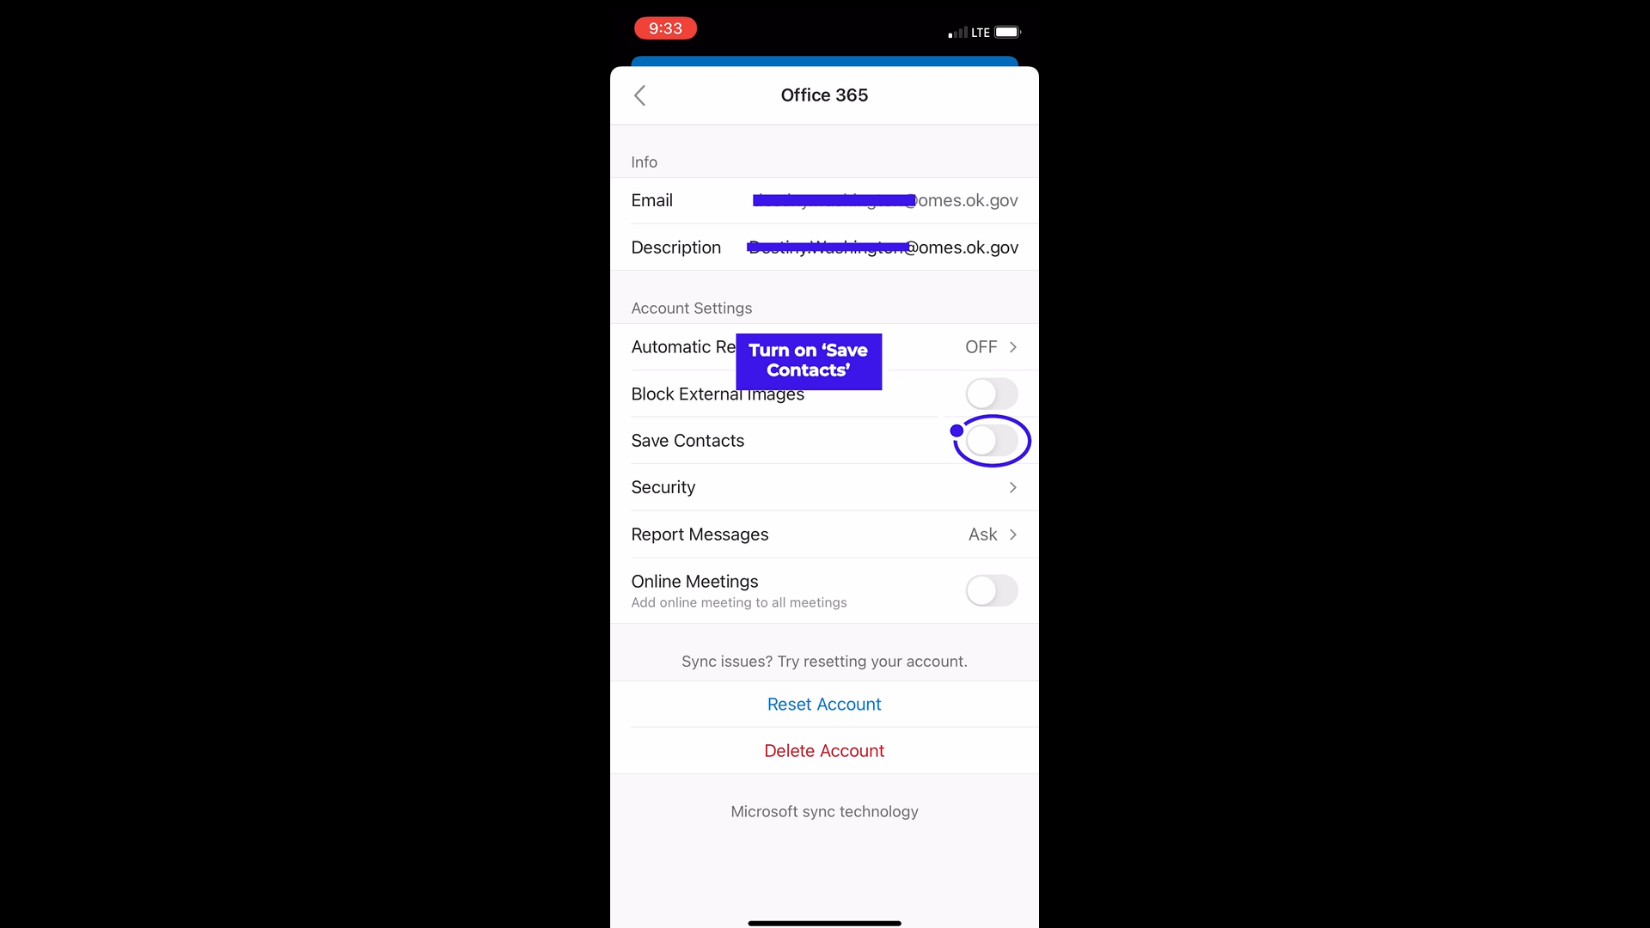 9:33
LTE
Office 365
Info
Email @omes.ok.gov
Description @omes.ok.gov
Account Settings
Automatic Re OFF
Turn on ‘Save
Contacts’
Block External Images
Save Contacts
Security
Report Messages Ask
Online Meetings
Add online meeting to all meetings
Sync issues? Try resetting your account.
Reset Account
Delete Account
Microsoft sync technology